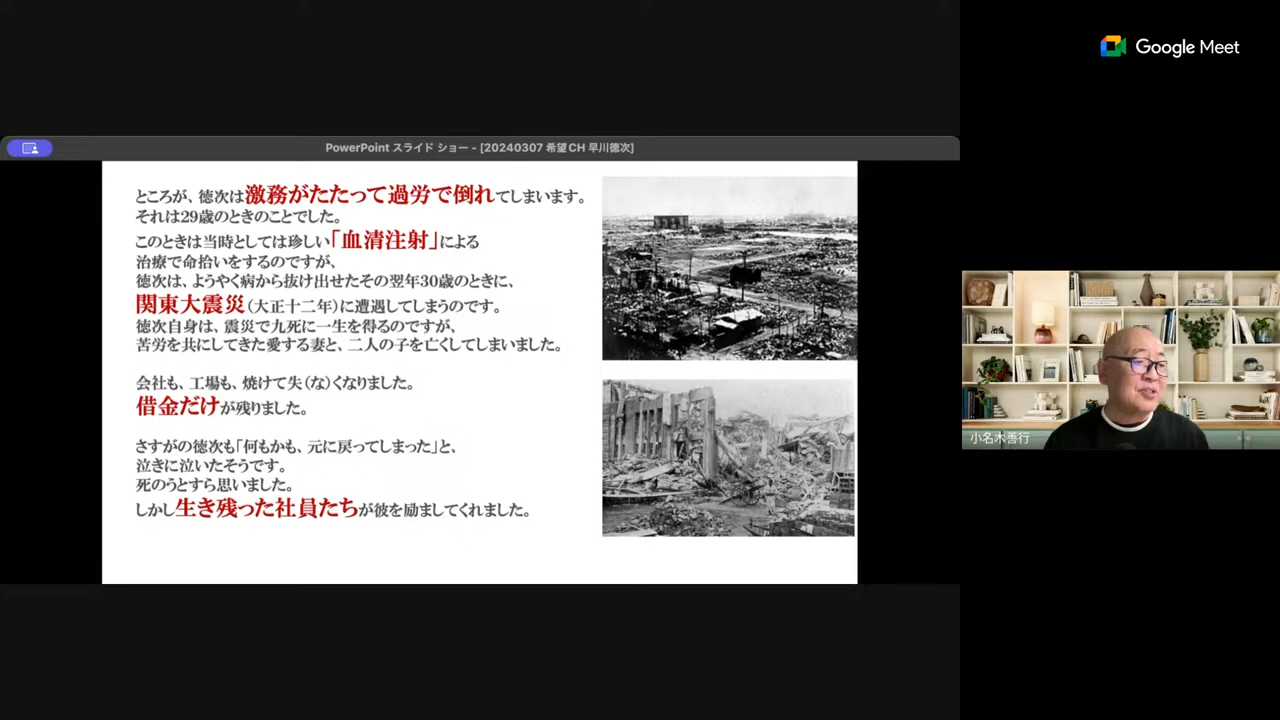 Google Meet
PowerPoint スライド ショー - [20240307 希望CH 早川徳次]
ところが、徳次は激務がたたって過労で倒れてしまいます。
それは29歳のときのことでした。
このときは当時としては珍しい「血清注射」による
治療で命拾いをするのですが、
徳次は、ようやく病から抜け出せたその翌年30歳のときに、
関東大震災(大正十二年)に遭遇してしまうのです。
徳次自身は、震災で九死に一生を得るのですが、
苦労を共にしてきた愛する妻と、二人の子を亡くしてしまいました。
会社も、工場も、焼けて失(な)くなりました。
借金だけが残りました。
さすがの徳次も「何もかも、元に戻ってしまった」と、
泣きに泣いたそうです。
死のうとすら思いました。
しかし生き残った社員たちが彼を励ましてくれました。
小名木善行